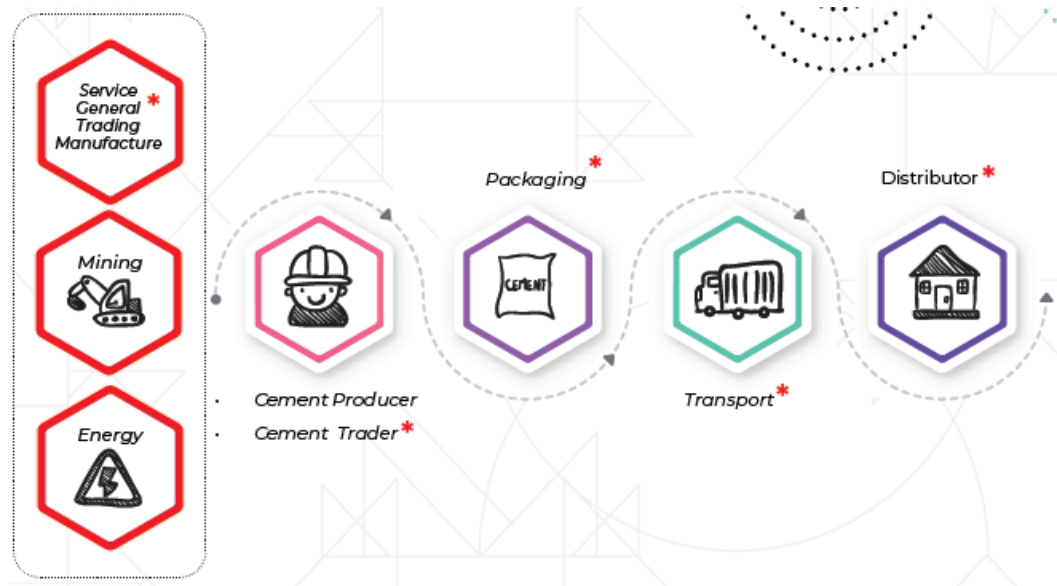 Service
General *
Trading
Manufacture
Mining
Energy
• Cement Producer
• Cement Trader *
Packaging *
CEMENT
Transport *
Distributor *